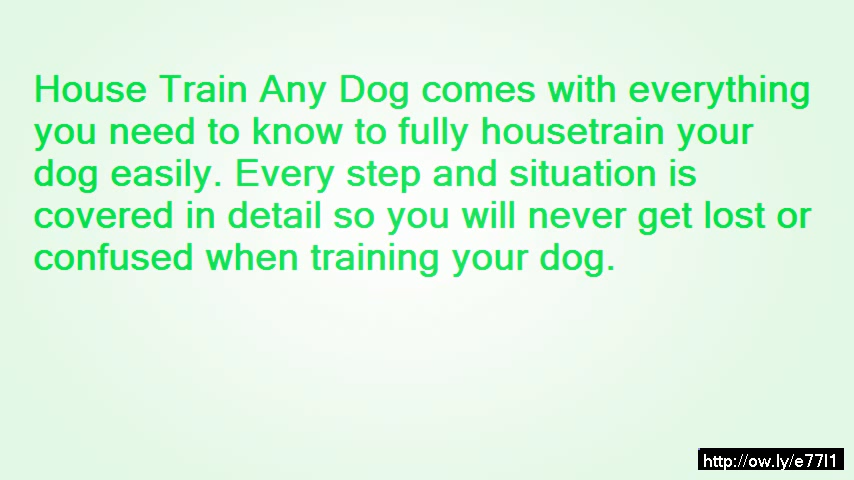 House Train Any Dog comes with everything
you need to know to fully housetrain your
dog easily. Every step and situation is
covered in detail so you will never get lost or
confused when training your dog.
http://ow.ly/e77l1